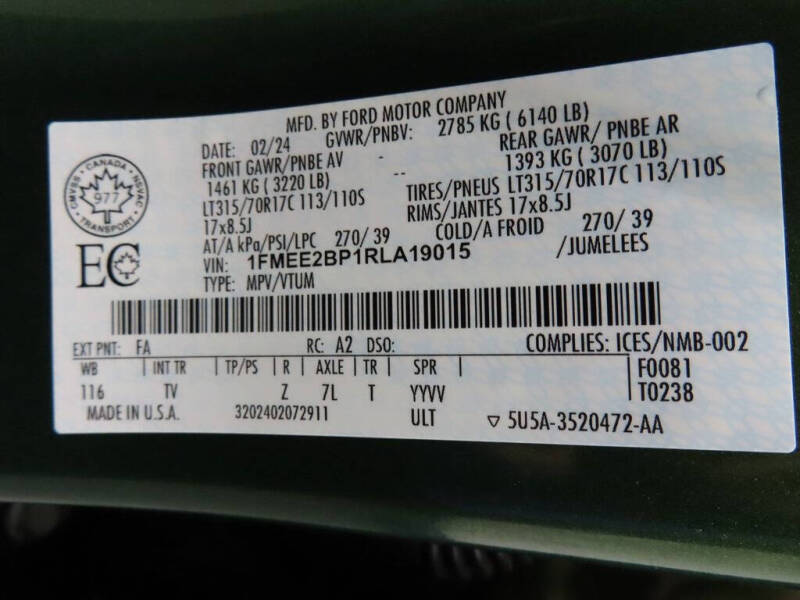 MFD. BY FORD MOTOR COMPANY
DATE: 02/24 GVWR/PNBV: 2785 KG ( 6140 LB)
FRONT GAWR/PNBE AV - REAR GAWR/ PNBE AR
1461 KG ( 3220 LB) -- 1393 KG ( 3070 LB)
LT315/70R17C 113/110S TIRES/PNEUS LT315/70R17C 113/110S
17x8.5J RIMS/JANTES 17x8.5J
AT/A kPa/PSI/LPC 270/ 39 COLD/A FROID 270/ 39
VIN: 1FMEE2BP1RLA19015 /JUMELEES
TYPE: MPV/VTUM
CANADA
CMVSS NSVAC
977
TRANSPORT
EC
EXT PNT: FA RC: A2 DSO: COMPLIES: ICES/NMB-002
WB INT TR TP/PS R AXLE TR SPR F0081
116 TV Z 7L T YYVV T0238
MADE IN U.S.A. 3202402072911 ULT ▽ 5U5A-3520472-AA